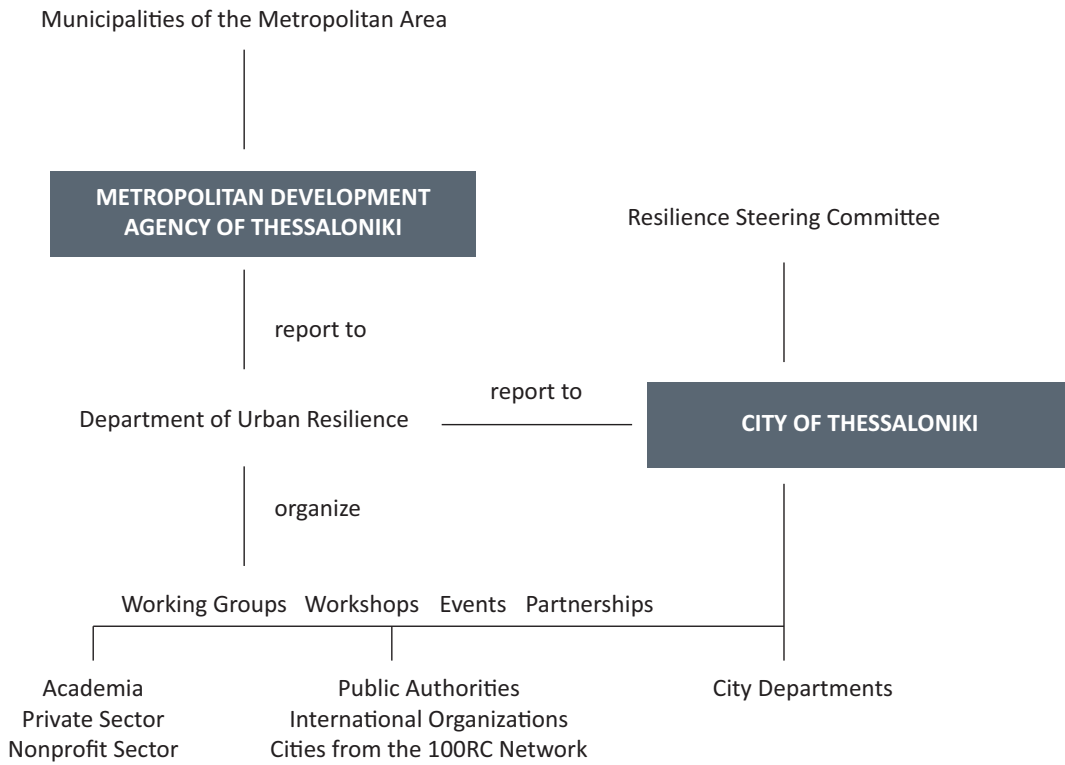 Municipalities of the Metropolitan Area
METROPOLITAN DEVELOPMENT
AGENCY OF THESSALONIKI
Resilience Steering Committee
report to
report to
Department of Urban Resilience
CITY OF THESSALONIKI
organize
Working Groups Workshops Events Partnerships
Academia
Private Sector
Nonprofit Sector
Public Authorities
International Organizations
Cities from the 100RC Network
City Departments